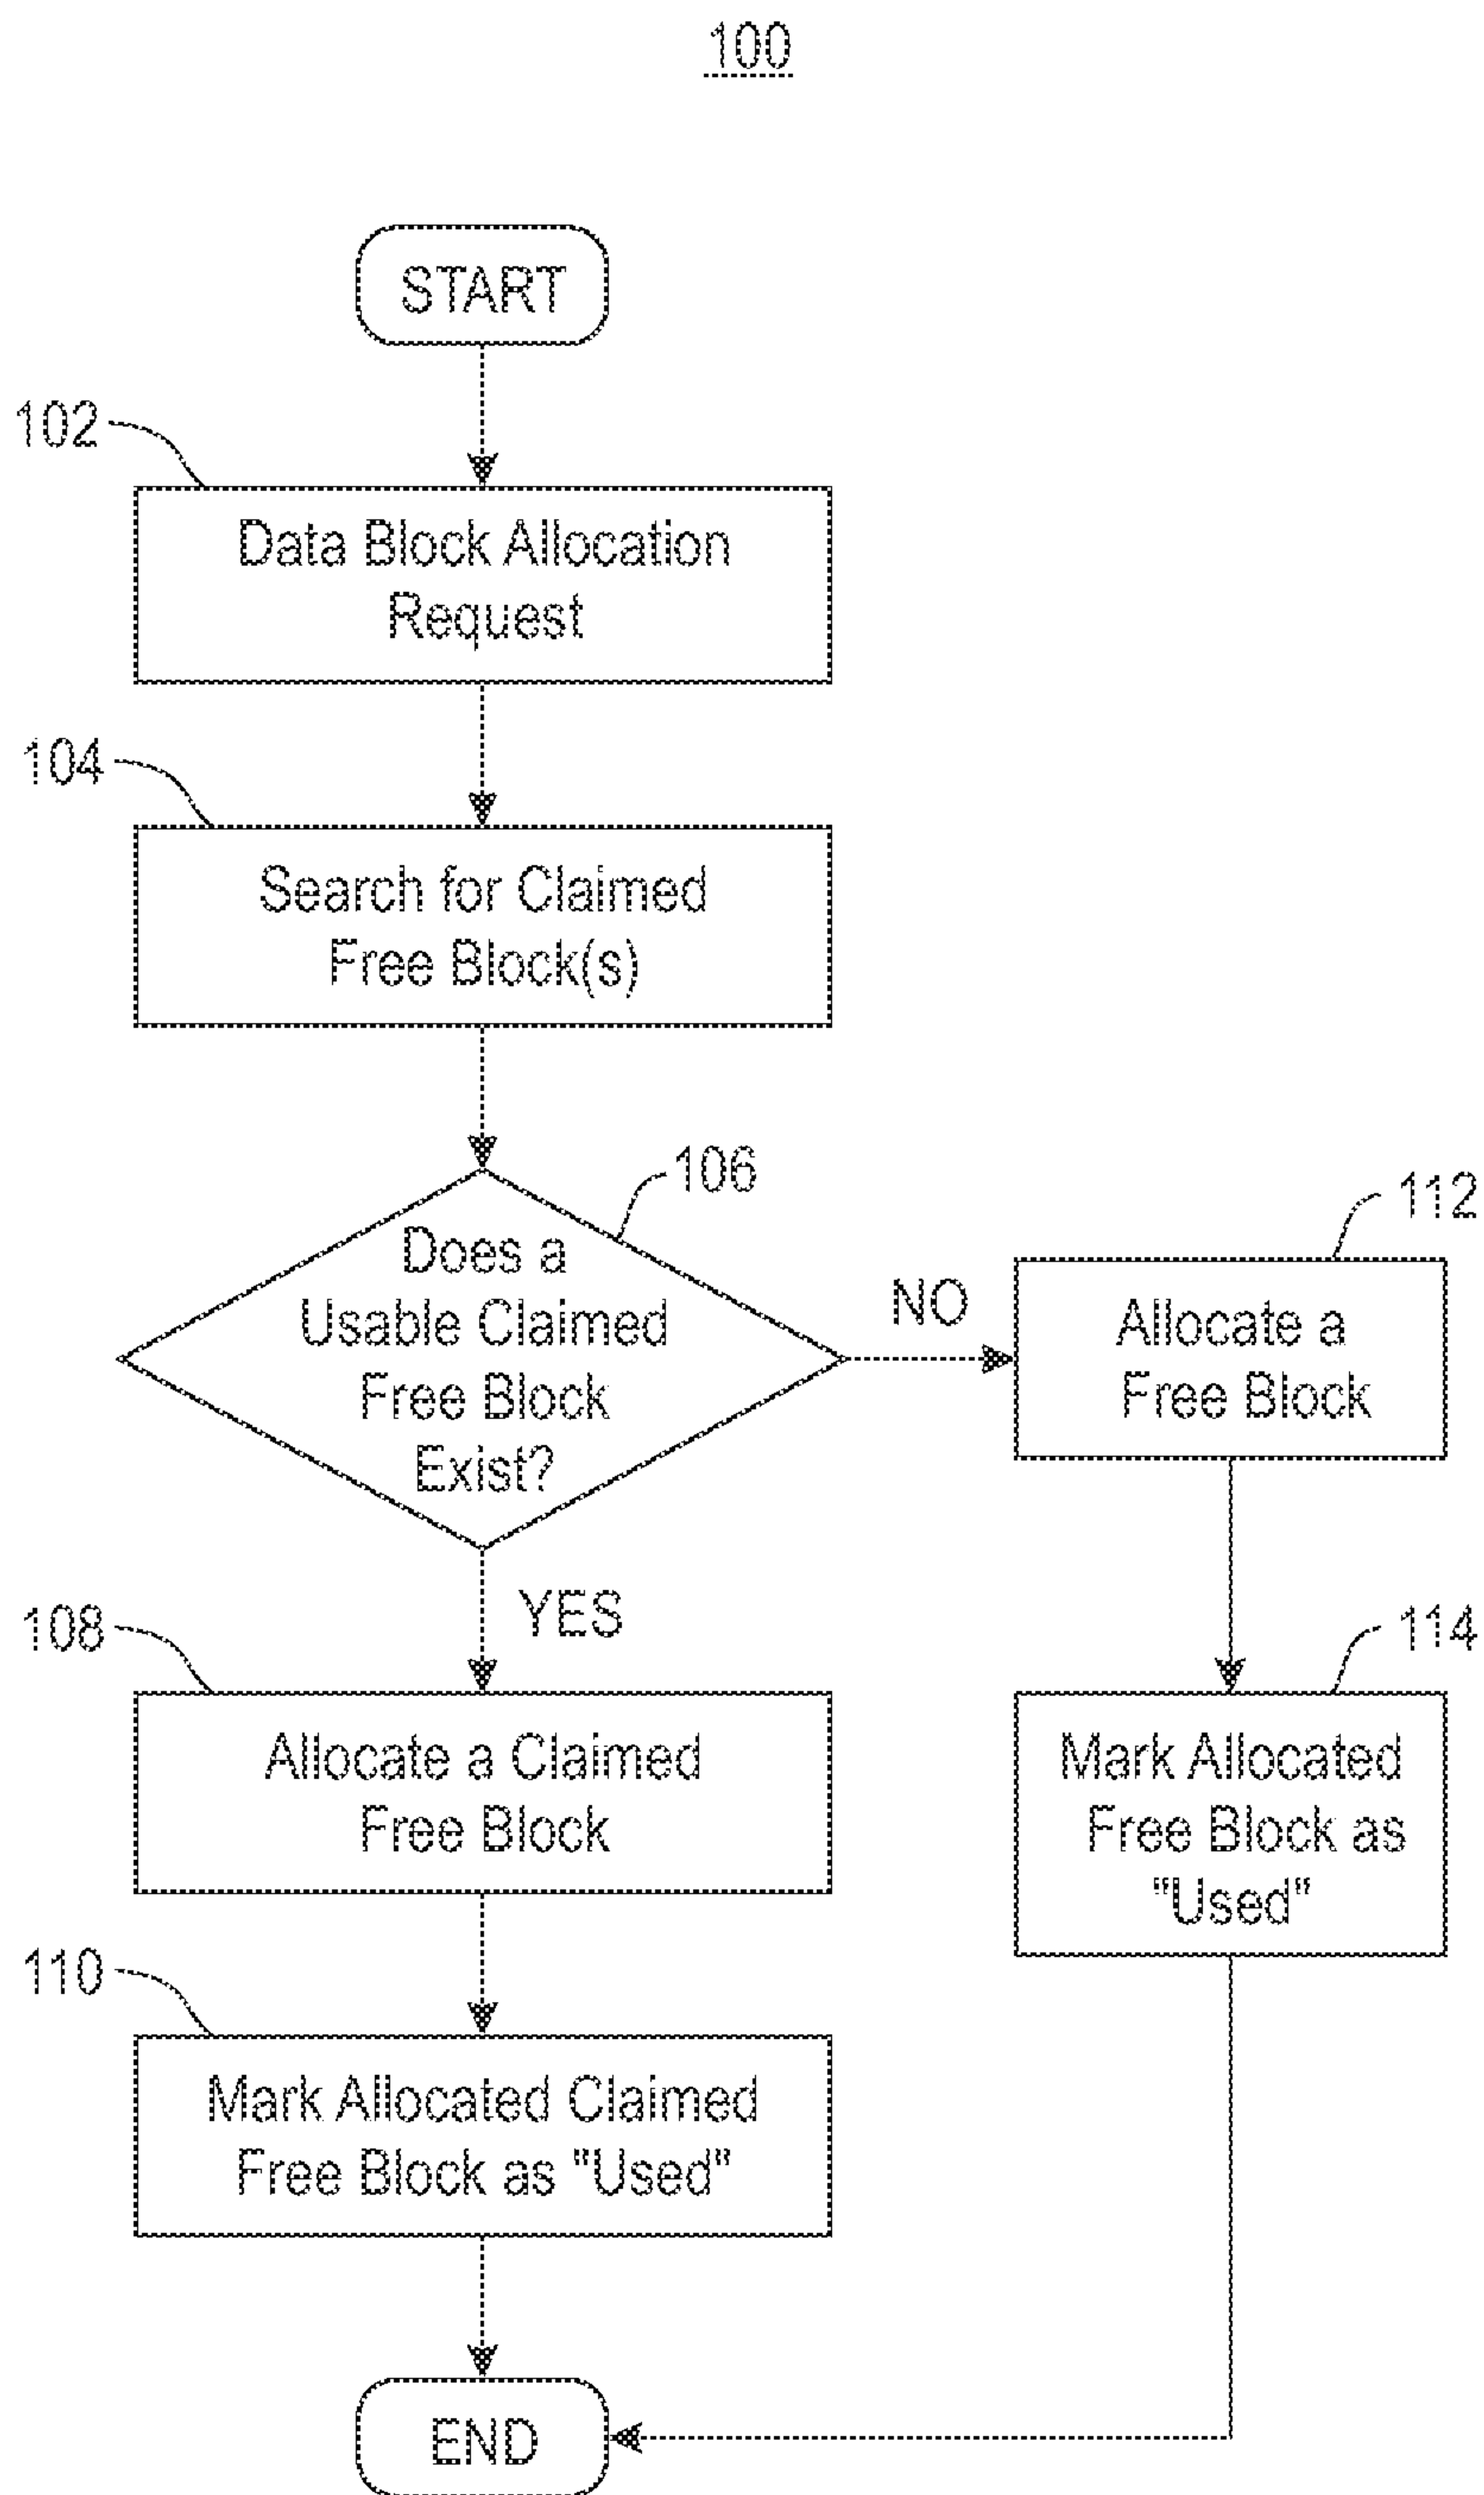 100
START
102
Data Block Allocation
Request
104
Search for Claimed
Free Block(s)
106
Does a
Usable Claimed
Free Block
Exist?
NO
112
Allocate a
Free Block
YES
108
Allocate a Claimed
Free Block
114
Mark Allocated
Free Block as
"Used"
110
Mark Allocated Claimed
Free Block as "Used"
END